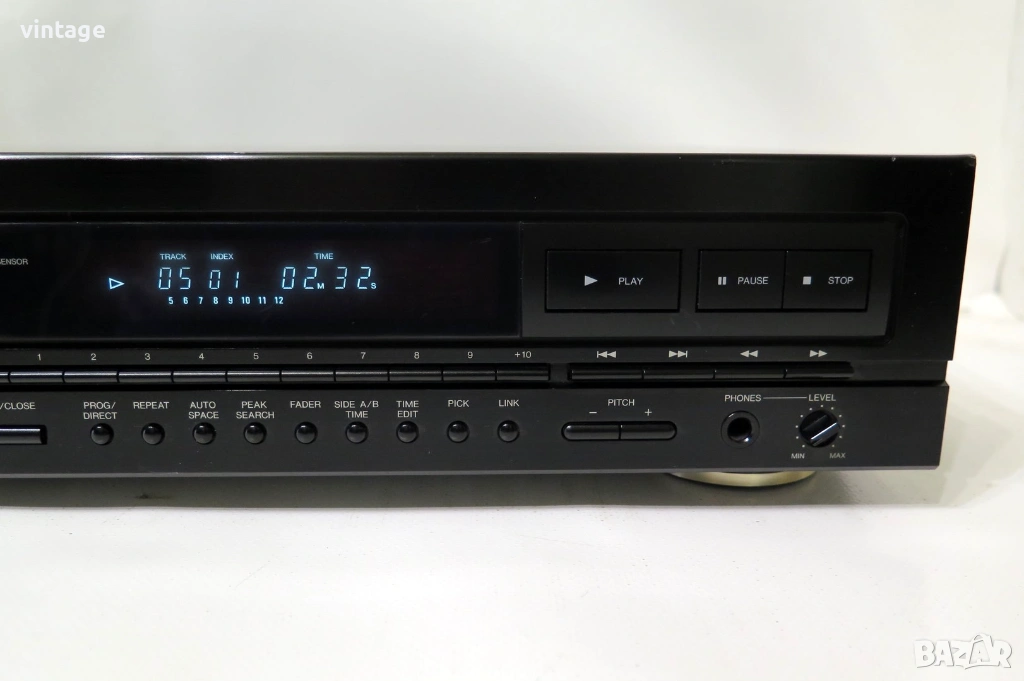 vintage
SENSOR
TRACK INDEX TIME
05 01 02M 32S
5 6 7 8 9 10 11 12
PLAY PAUSE STOP
1 2 3 4 5 6 7 8 9 +10
/CLOSE
PROG/
DIRECT
REPEAT
AUTO
SPACE
PEAK
SEARCH
FADER
SIDE A/B
TIME
TIME
EDIT
PICK
LINK
PITCH
− +
PHONES LEVEL
MIN MAX
BAZAR